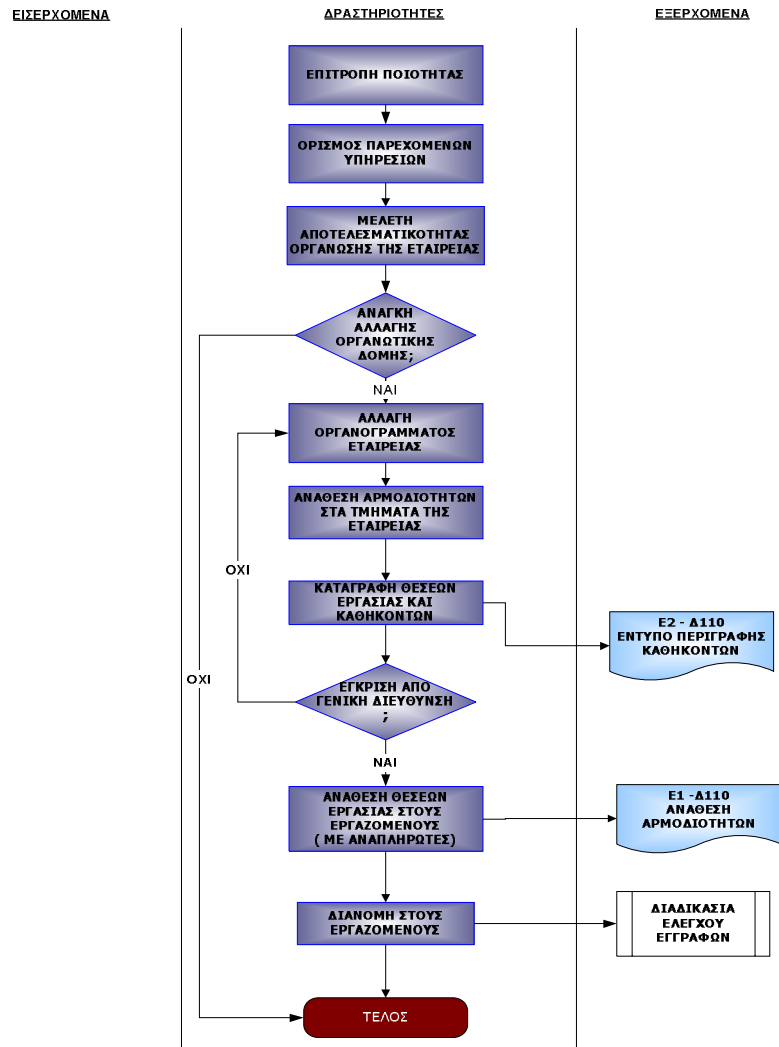 ΕΙΣΕΡΧΟΜΕΝΑ
ΔΡΑΣΤΗΡΙΟΤΗΤΕΣ
ΕΞΕΡΧΟΜΕΝΑ
ΕΠΙΤΡΟΠΗ ΠΟΙΟΤΗΤΑΣ
ΟΡΙΣΜΟΣ ΠΑΡΕΧΟΜΕΝΩΝ
ΥΠΗΡΕΣΙΩΝ
ΜΕΛΕΤΗ
ΑΠΟΤΕΛΕΣΜΑΤΙΚΟΤΗΤΑΣ
ΟΡΓΑΝΩΣΗΣ ΤΗΣ ΕΤΑΙΡΕΙΑΣ
ΑΝΑΓΚΗ
ΑΛΛΑΓΗΣ
ΟΡΓΑΝΩΤΙΚΗΣ
ΔΟΜΗΣ;
ΝΑΙ
ΑΛΛΑΓΗ
ΟΡΓΑΝΟΓΡΑΜΜΑΤΟΣ
ΕΤΑΙΡΕΙΑΣ
ΑΝΑΘΕΣΗ ΑΡΜΟΔΙΟΤΗΤΩΝ
ΣΤΑ ΤΜΗΜΑΤΑ ΤΗΣ
ΕΤΑΙΡΕΙΑΣ
ΟΧΙ
ΚΑΤΑΓΡΑΦΗ ΘΕΣΕΩΝ
ΕΡΓΑΣΙΑΣ ΚΑΙ
ΚΑΘΗΚΟΝΤΩΝ
Ε2 - Δ110
ΕΝΤΥΠΟ ΠΕΡΙΓΡΑΦΗΣ
ΚΑΘΗΚΟΝΤΩΝ
ΟΧΙ
ΕΓΚΡΙΣΗ ΑΠΟ
ΓΕΝΙΚΗ ΔΙΕΥΘΥΝΣΗ
;
ΝΑΙ
ΑΝΑΘΕΣΗ ΘΕΣΕΩΝ
ΕΡΓΑΣΙΑΣ ΣΤΟΥΣ
ΕΡΓΑΖΟΜΕΝΟΥΣ
( ΜΕ ΑΝΑΠΛΗΡΩΤΕΣ)
Ε1 -Δ110
ΑΝΑΘΕΣΗ
ΑΡΜΟΔΙΟΤΗΤΩΝ
ΔΙΑΝΟΜΗ ΣΤΟΥΣ
ΕΡΓΑΖΟΜΕΝΟΥΣ
ΔΙΑΔΙΚΑΣΙΑ
ΕΛΕΓΧΟΥ
ΕΓΓΡΑΦΩΝ
ΤΕΛΟΣ